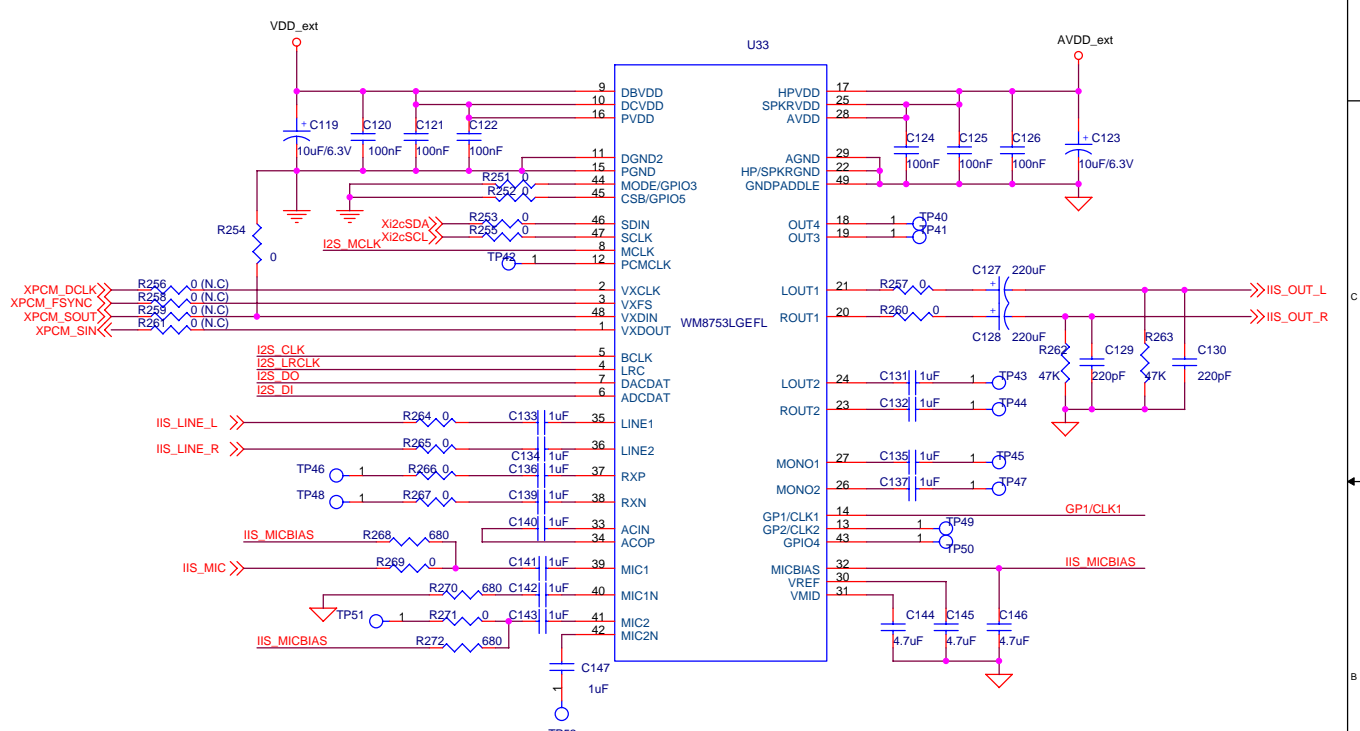 VDD_ext
AVDD_ext
U33
9 DBVDD
10 DCVDD
16 PVDD
HPVDD 17
SPKRVDD 25
AVDD 28
+ C119
10uF/6.3V
C120
100nF
C121
100nF
C122
100nF
C124
100nF
C125
100nF
C126
100nF
+ C123
10uF/6.3V
11 DGND2
15 PGND
R251 0
44 MODE/GPIO3
R252 0
45 CSB/GPIO5
AGND 29
HP/SPKRGND 22
GNDPADDLE 49
Xi2cSDA R253 0 46 SDIN
Xi2cSCL R255 0 47 SCLK
I2S_MCLK 8 MCLK
TP42 1 12 PCMCLK
OUT4 18 1 TP40
OUT3 19 1 TP41
R254
0
XPCM_DCLK R256 0 (N.C) 2 VXCLK
XPCM_FSYNC R258 0 (N.C) 3 VXFS
XPCM_SOUT R259 0 (N.C) 48 VXDIN
XPCM_SIN R261 0 (N.C) 1 VXDOUT
WM8753LGEFL
LOUT1 21 R257 0 C127 + 220uF IIS_OUT_L
ROUT1 20 R260 0 + C128 220uF IIS_OUT_R
R262
47K
C129
220pF
R263
47K
C130
220pF
I2S_CLK 5 BCLK
I2S_LRCLK 4 LRC
I2S_DO 7 DACDAT
I2S_DI 6 ADCDAT
LOUT2 24 C131 1uF 1 TP43
ROUT2 23 C132 1uF 1 TP44
IIS_LINE_L R264 0 C133 1uF 35 LINE1
IIS_LINE_R R265 0 C134 1uF 36 LINE2
TP46 1 R266 0 C136 1uF 37 RXP
TP48 1 R267 0 C139 1uF 38 RXN
MONO1 27 C135 1uF 1 TP45
MONO2 26 C137 1uF 1 TP47
C140 1uF 33 ACIN
34 ACOP
GP1/CLK1 14 GP1/CLK1
GP2/CLK2 13 1 TP49
GPIO4 43 1 TP50
IIS_MICBIAS R268 680
IIS_MIC R269 0 C141 1uF 39 MIC1
R270 680 C142 1uF 40 MIC1N
TP51 1 R271 0 C143 1uF 41 MIC2
42 MIC2N
IIS_MICBIAS R272 680
MICBIAS 32 IIS_MICBIAS
VREF 30
VMID 31
C144
4.7uF
C145
4.7uF
C146
4.7uF
C147
1uF
1
C
B